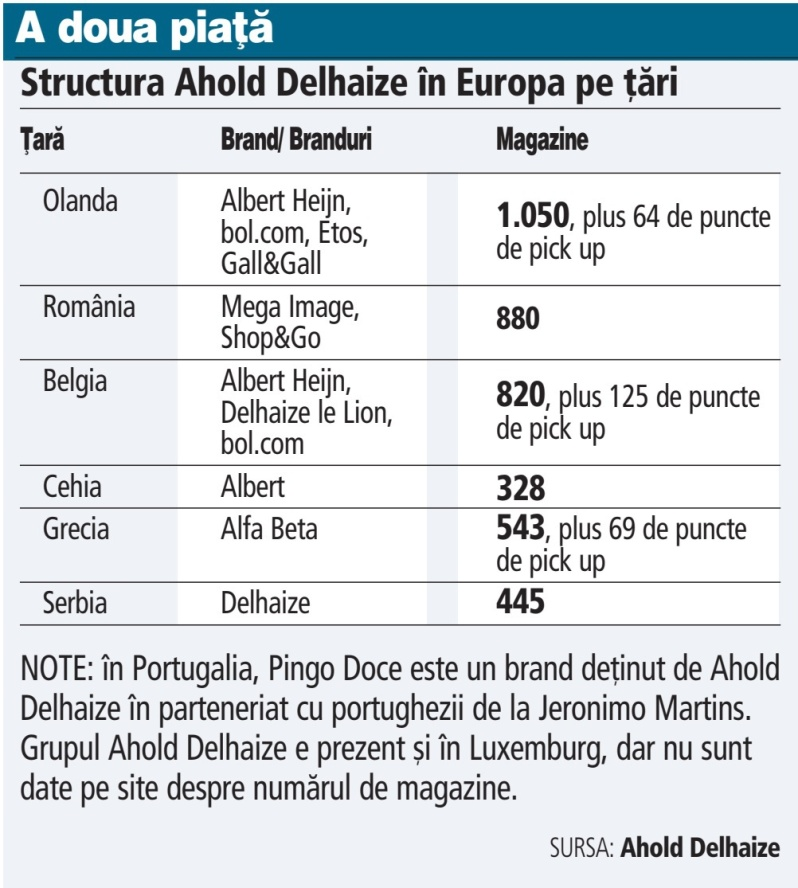 A doua piaţă
Structura Ahold Delhaize în Europa pe țări
Ţară Brand/ Branduri Magazine
Olanda Albert Heijn, bol.com, Etos, Gall&Gall 1.050, plus 64 de puncte de pick up
România Mega Image, Shop&Go 880
Belgia Albert Heijn, Delhaize le Lion, bol.com 820, plus 125 de puncte de pick up
Cehia Albert 328
Grecia Alfa Beta 543, plus 69 de puncte de pick up
Serbia Delhaize 445
NOTE: în Portugalia, Pingo Doce este un brand deținut de Ahold
Delhaize în parteneriat cu portughezii de la Jeronimo Martins.
Grupul Ahold Delhaize e prezent și în Luxemburg, dar nu sunt
date pe site despre numărul de magazine.
SURSA: Ahold Delhaize